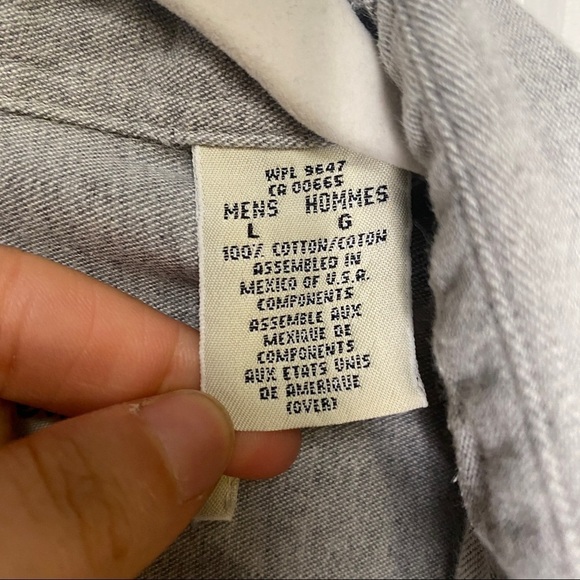 WPL 9647
CA 00665
MENS HOMMES
L G
100% COTTON/COTON
ASSEMBLED IN
MEXICO OF U.S.A.
COMPONENTS
ASSEMBLE AUX
MEXIQUE DE
COMPONENTS
AUX ETATS UNIS
DE AMERIQUE
(OVER)